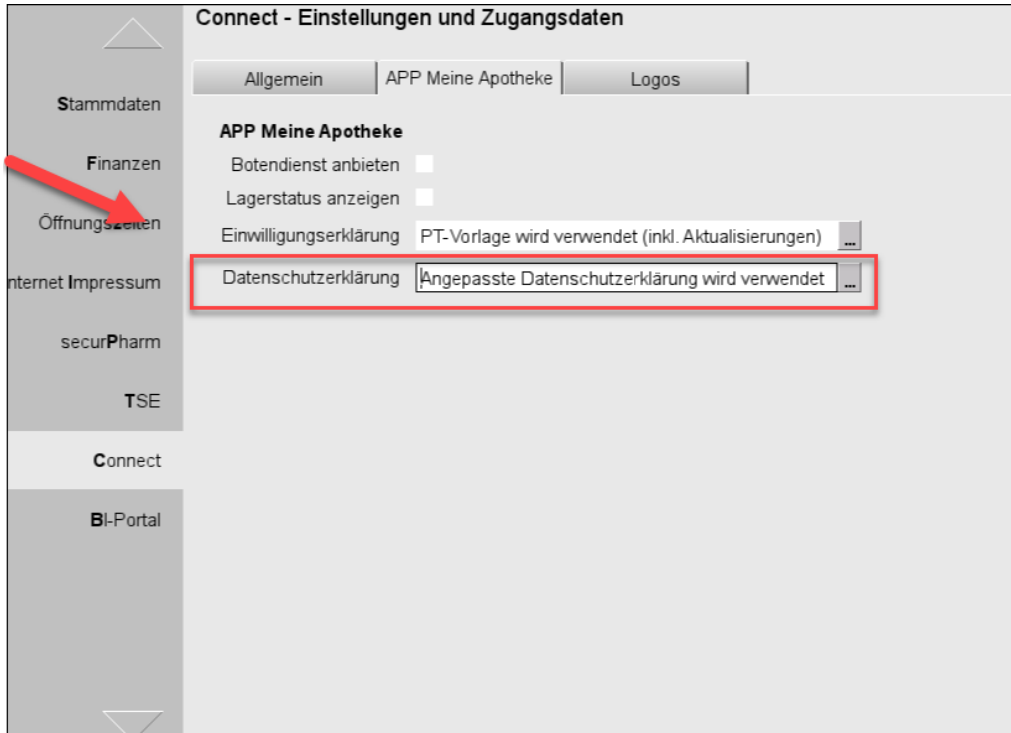 Connect - Einstellungen und Zugangsdaten
Allgemein
APP Meine Apotheke
Logos
Stammdaten
Finanzen
Öffnungszeiten
nternet Impressum
securPharm
TSE
Connect
BI-Portal
APP Meine Apotheke
Botendienst anbieten
Lagerstatus anzeigen
Einwilligungserklärung PT-Vorlage wird verwendet (inkl. Aktualisierungen) ...
Datenschutzerklärung Angepasste Datenschutzerklärung wird verwendet ...